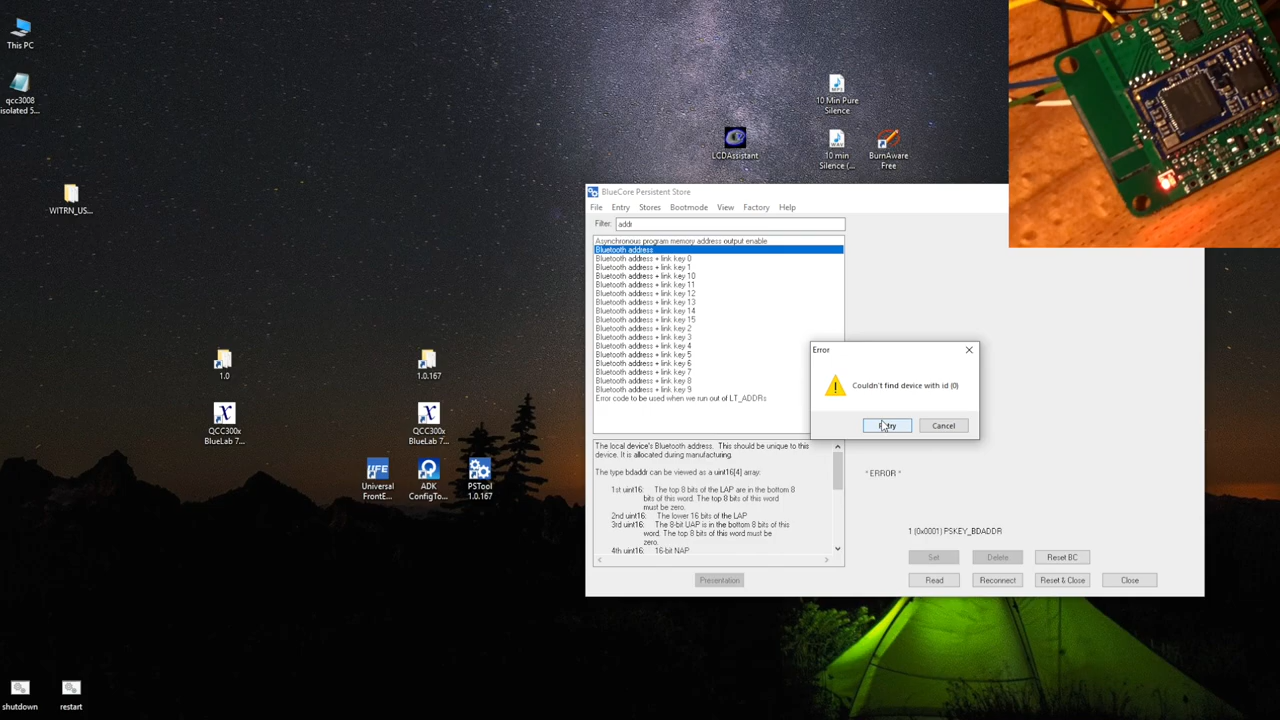 This PC
qcc3008
isolated 5...
WITRN_US...
10 Min Pure
Silence
LCDAssistant
10 min
Silence (...
BurnAware
Free
1.0
1.0.167
QCC300x
BlueLab 7...
QCC300x
BlueLab 7...
UFE
Universal
FrontE...
ADK
ConfigTo...
PSTool
1.0.167
shutdown
restart
BlueCore Persistent Store
File Entry Stores Bootmode View Factory Help
Filter: addr
Asynchronous program memory address output enable
Bluetooth address
Bluetooth address + link key 0
Bluetooth address + link key 1
Bluetooth address + link key 10
Bluetooth address + link key 11
Bluetooth address + link key 12
Bluetooth address + link key 13
Bluetooth address + link key 14
Bluetooth address + link key 15
Bluetooth address + link key 2
Bluetooth address + link key 3
Bluetooth address + link key 4
Bluetooth address + link key 5
Bluetooth address + link key 6
Bluetooth address + link key 7
Bluetooth address + link key 8
Bluetooth address + link key 9
Error code to be used when we run out of LT_ADDRs
The local device's Bluetooth address. This should be unique to this
device. It is allocated during manufacturing.
The type bdaddr can be viewed as a uint16[4] array:
1st uint16: The top 8 bits of the LAP are in the bottom 8
bits of this word. The top 8 bits of this word
must be zero.
2nd uint16: The lower 16 bits of the LAP
3rd uint16: The 8-bit UAP is in the bottom 8 bits of this
word. The top 8 bits of this word must be
zero.
4th uint16: 16-bit NAP
Presentation
Error
Couldn't find device with id (0)
Retry Cancel
* ERROR *
1 (0x0001) PSKEY_BDADDR
Set Delete Reset BC
Read Reconnect Reset & Close Close